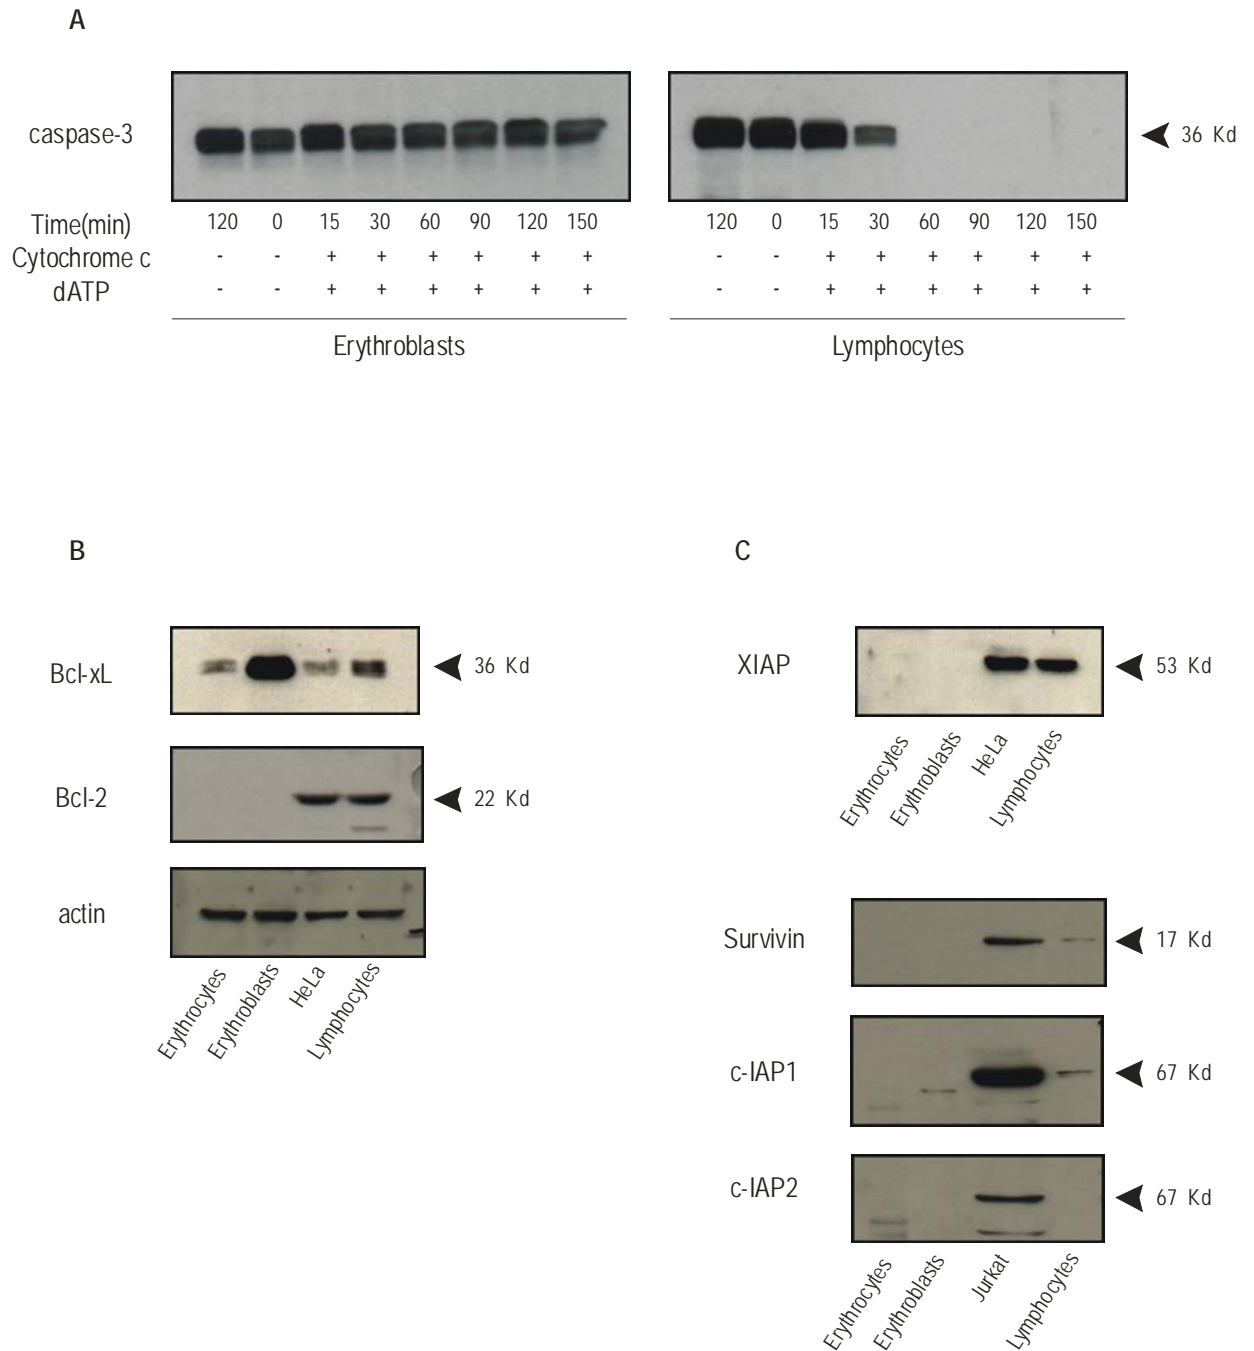 A
caspase-3
36 Kd
Time(min) 120 0 15 30 60 90 120 150 120 0 15 30 60 90 120 150
Cytochrome c - - + + + + + + - - + + + + + +
dATP - - + + + + + + - - + + + + + +
Erythroblasts Lymphocytes
B
Bcl-xL 36 Kd
Bcl-2 22 Kd
actin
Erythrocytes Erythroblasts HeLa Lymphocytes
C
XIAP 53 Kd
Erythrocytes Erythroblasts HeLa Lymphocytes
Survivin 17 Kd
c-IAP1 67 Kd
c-IAP2 67 Kd
Erythrocytes Erythroblasts Jurkat Lymphocytes